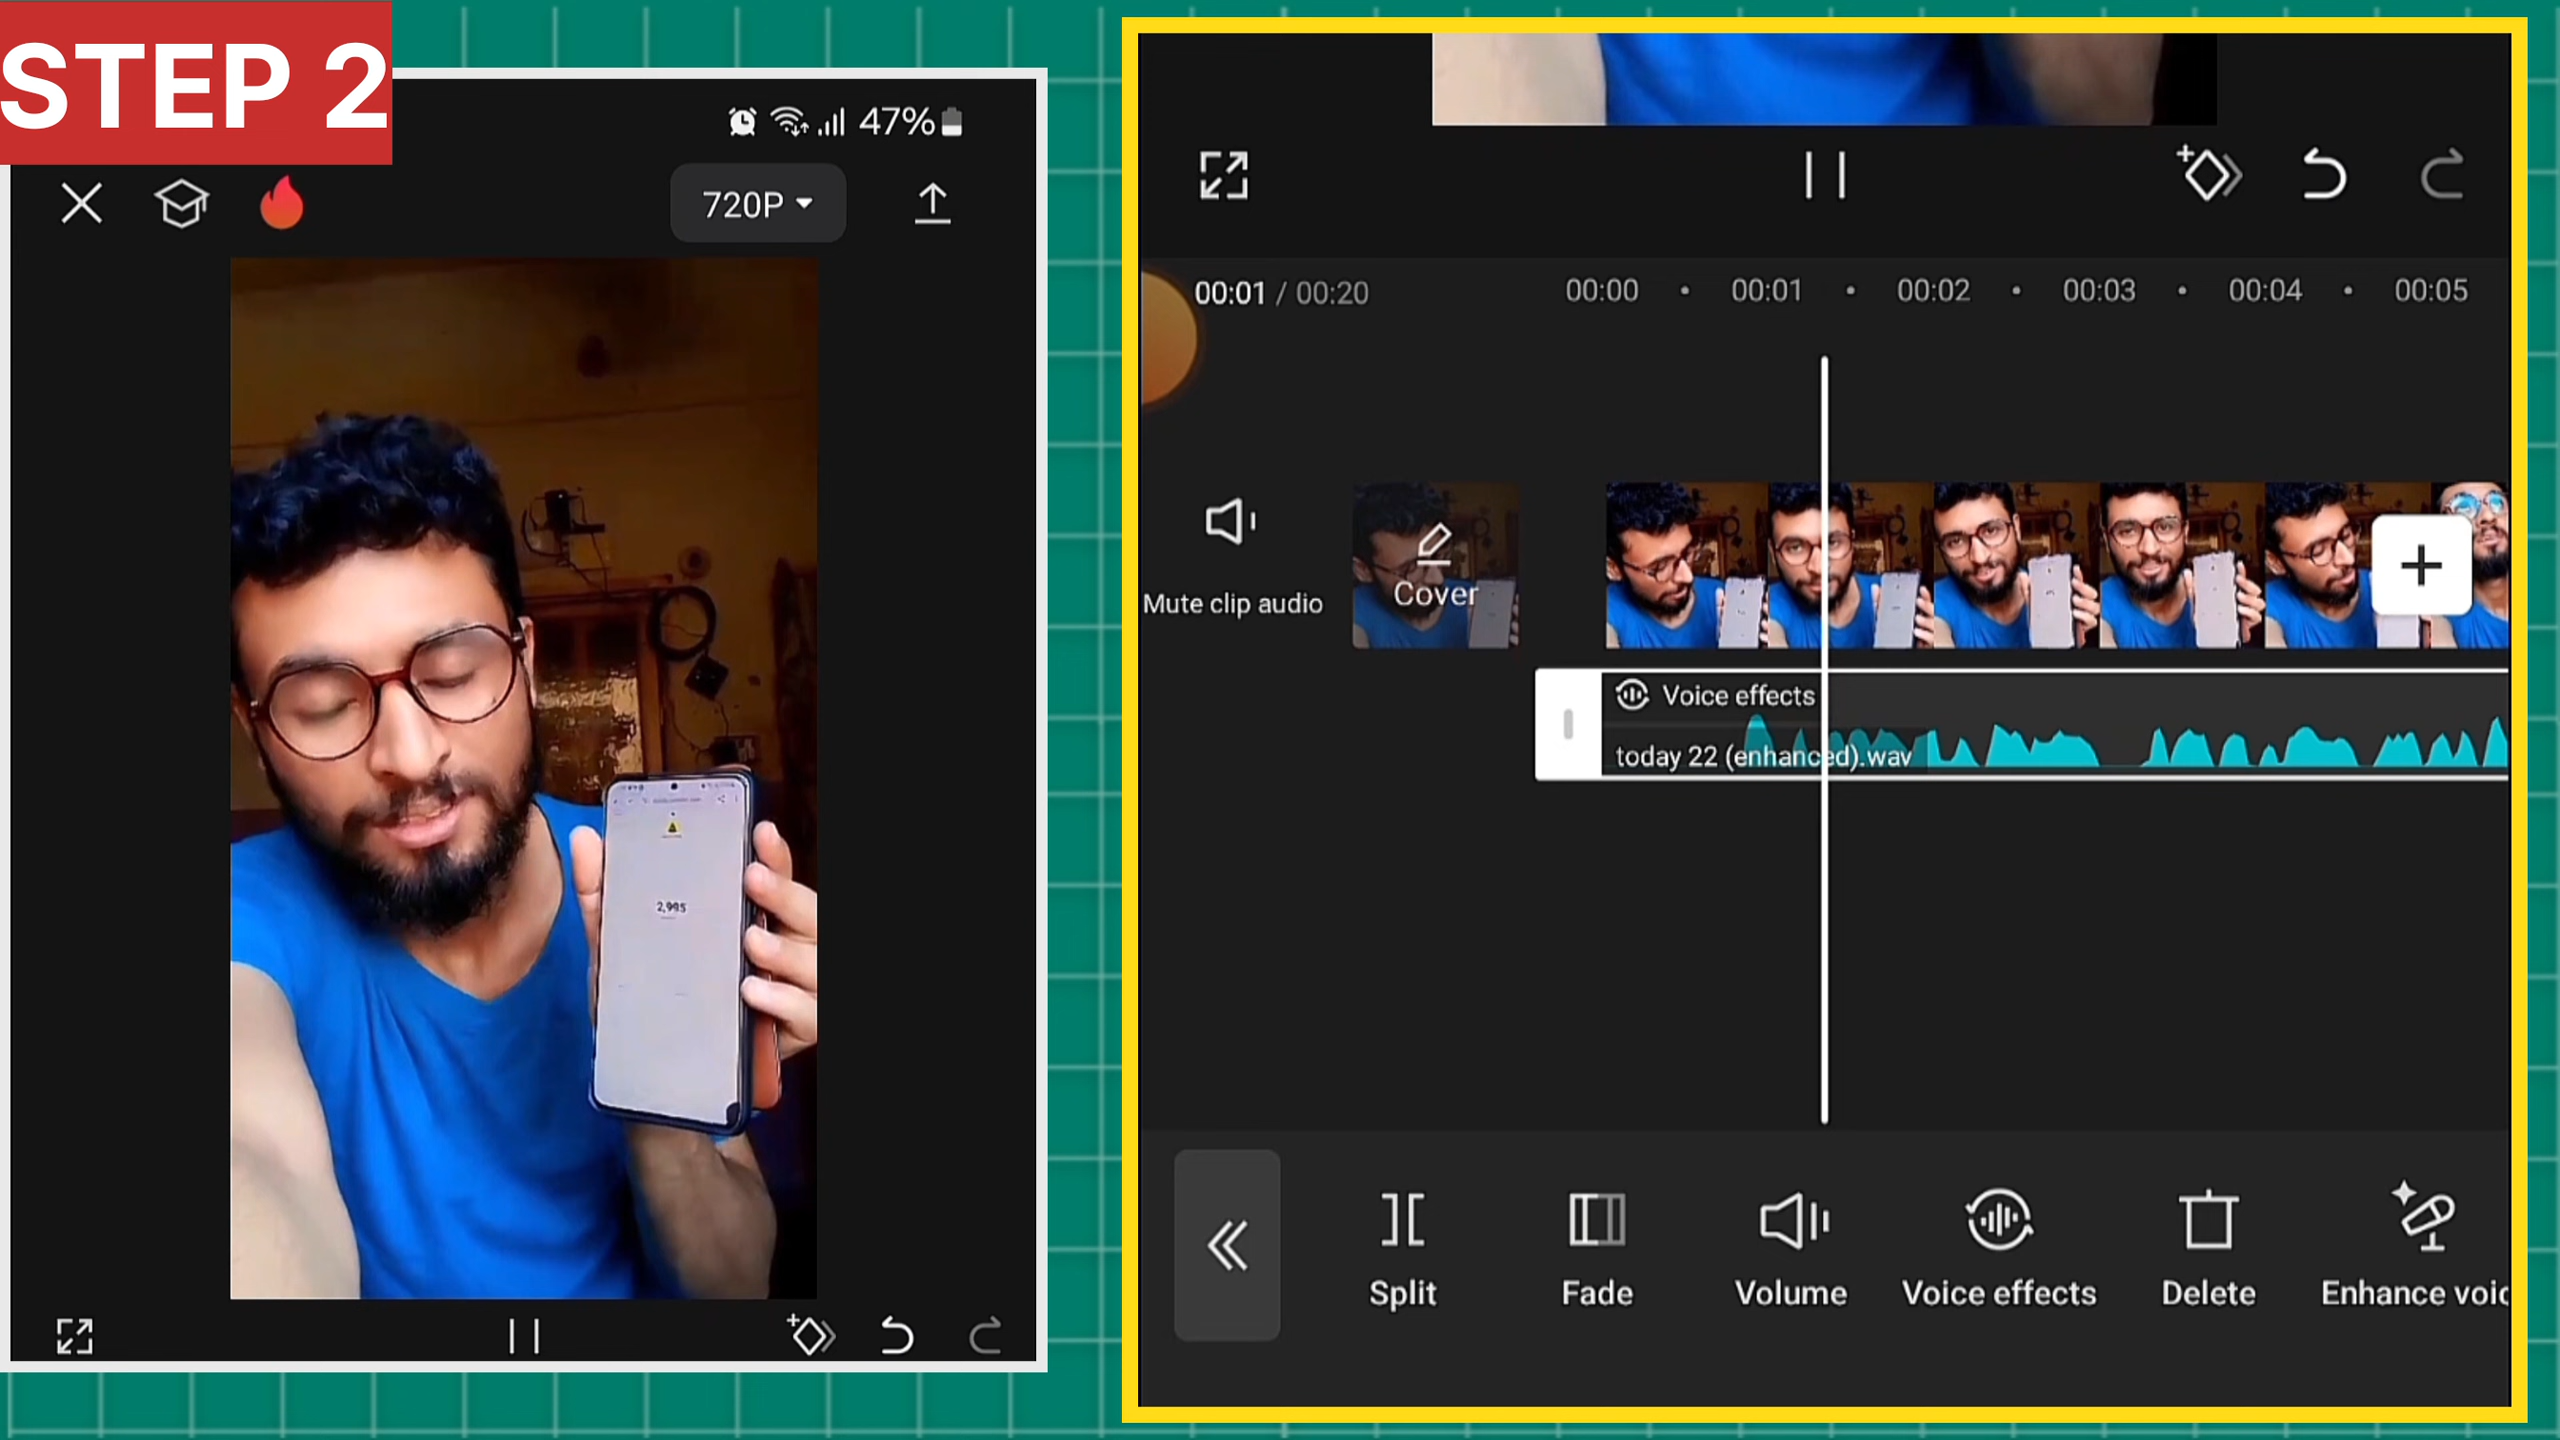 STEP 2
47%
720P
2,995
00:01 / 00:20
00:00 00:01 00:02 00:03 00:04 00:05
Mute clip audio
Cover
Voice effects
today 22 (enhanced).wav
Split
Fade
Volume
Voice effects
Delete
Enhance voic